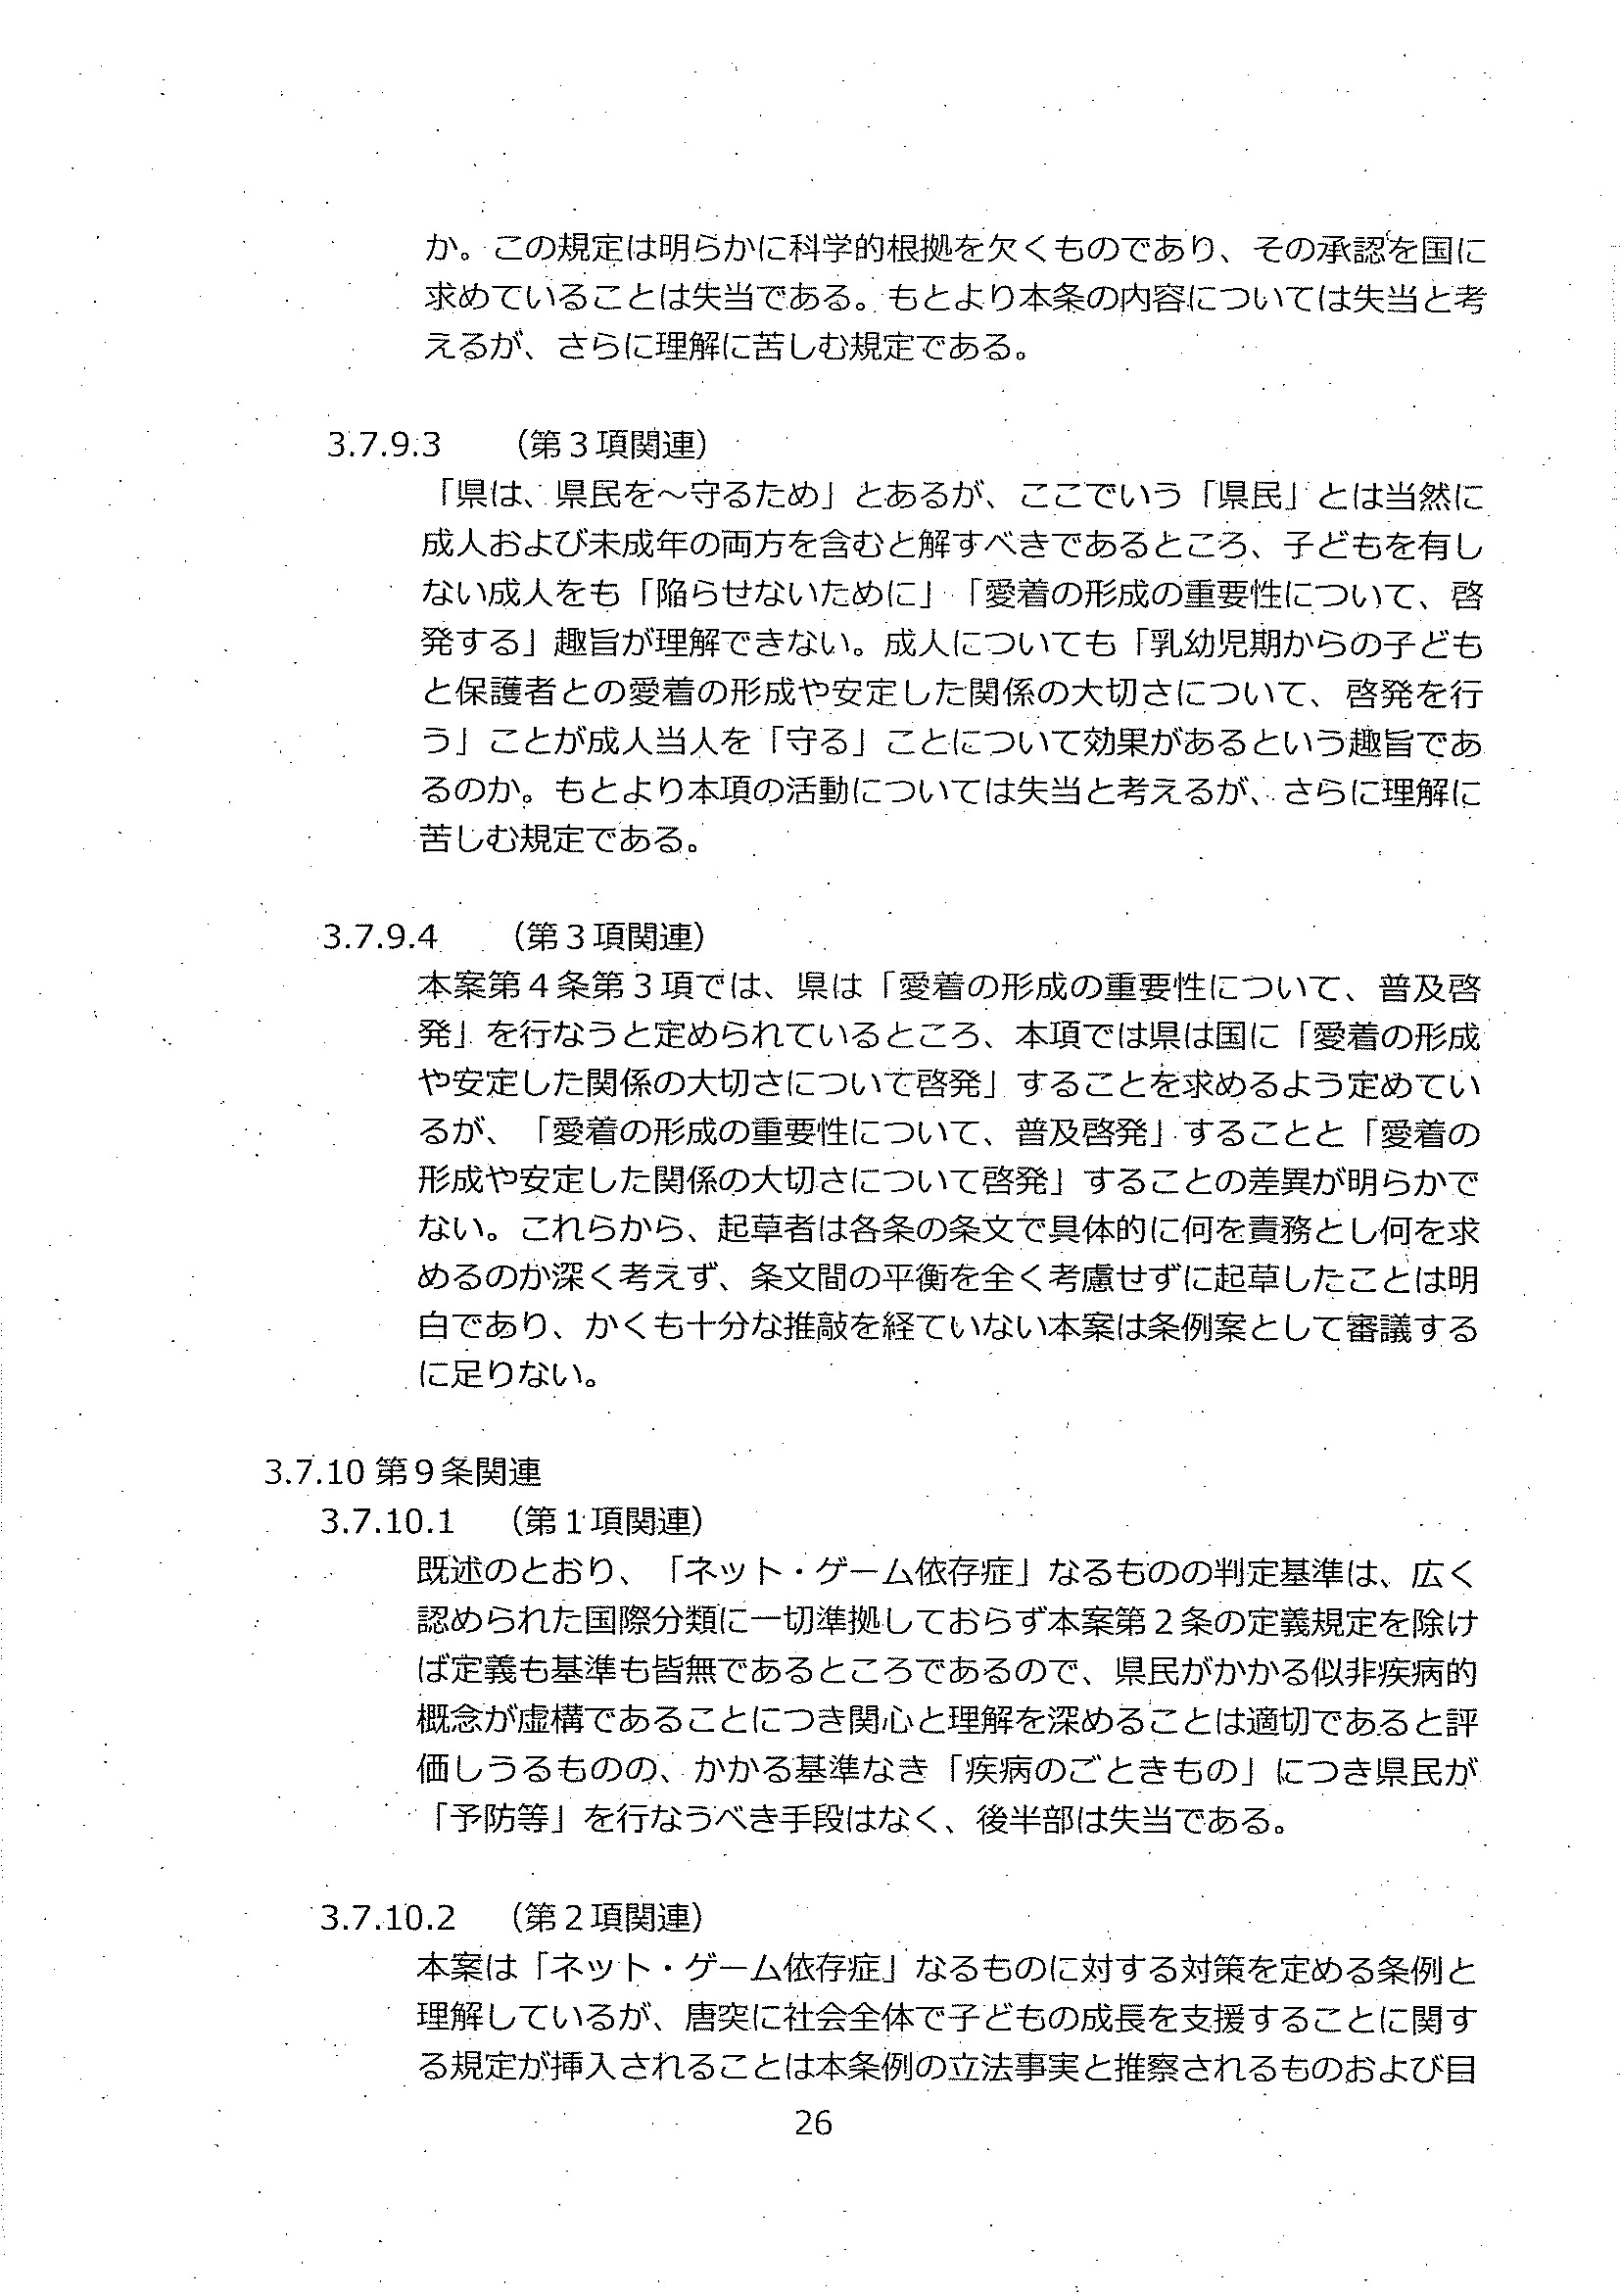 か。この規定は明らかに科学的根拠を欠くものであり、その承認を国に
求めていることは失当である。もとより本条の内容については失当と考
えるが、さらに理解に苦しむ規定である。
3.7.9.3 （第３項関連）
「県は、県民を～守るため」とあるが、ここでいう「県民」とは当然に
成人および未成年の両方を含むと解すべきであるところ、子どもを有し
ない成人をも「陥らせないために」「愛着の形成の重要性について、啓
発する」趣旨が理解できない。成人についても「乳幼児期からの子ども
と保護者との愛着の形成や安定した関係の大切さについて、啓発を行
う」ことが成人当人を「守る」ことについて効果があるという趣旨であ
るのか。もとより本項の活動については失当と考えるが、さらに理解に
苦しむ規定である。
3.7.9.4 （第３項関連）
本案第４条第３項では、県は「愛着の形成の重要性について、普及啓
発」を行なうと定められているところ、本項では県は国に「愛着の形成
や安定した関係の大切さについて啓発」することを求めるよう定めてい
るが、「愛着の形成の重要性について、普及啓発」することと「愛着の
形成や安定した関係の大切さについて啓発」することの差異が明らかで
ない。これらから、起草者は各条の条文で具体的に何を責務とし何を求
めるのか深く考えず、条文間の平衡を全く考慮せずに起草したことは明
白であり、かくも十分な推敲を経ていない本案は条例案として審議する
に足りない。
3.7.10 第９条関連
3.7.10.1 （第１項関連）
既述のとおり、「ネット・ゲーム依存症」なるものの判定基準は、広く
認められた国際分類に一切準拠しておらず本案第２条の定義規定を除け
ば定義も基準も皆無であるところであるので、県民がかかる似非疾病的
概念が虚構であることにつき関心と理解を深めることは適切であると評
価しうるものの、かかる基準なき「疾病のごときもの」につき県民が
「予防等」を行なうべき手段はなく、後半部は失当である。
3.7.10.2 （第２項関連）
本案は「ネット・ゲーム依存症」なるものに対する対策を定める条例と
理解しているが、唐突に社会全体で子どもの成長を支援することに関す
る規定が挿入されることは本条例の立法事実と推察されるものおよび目
26